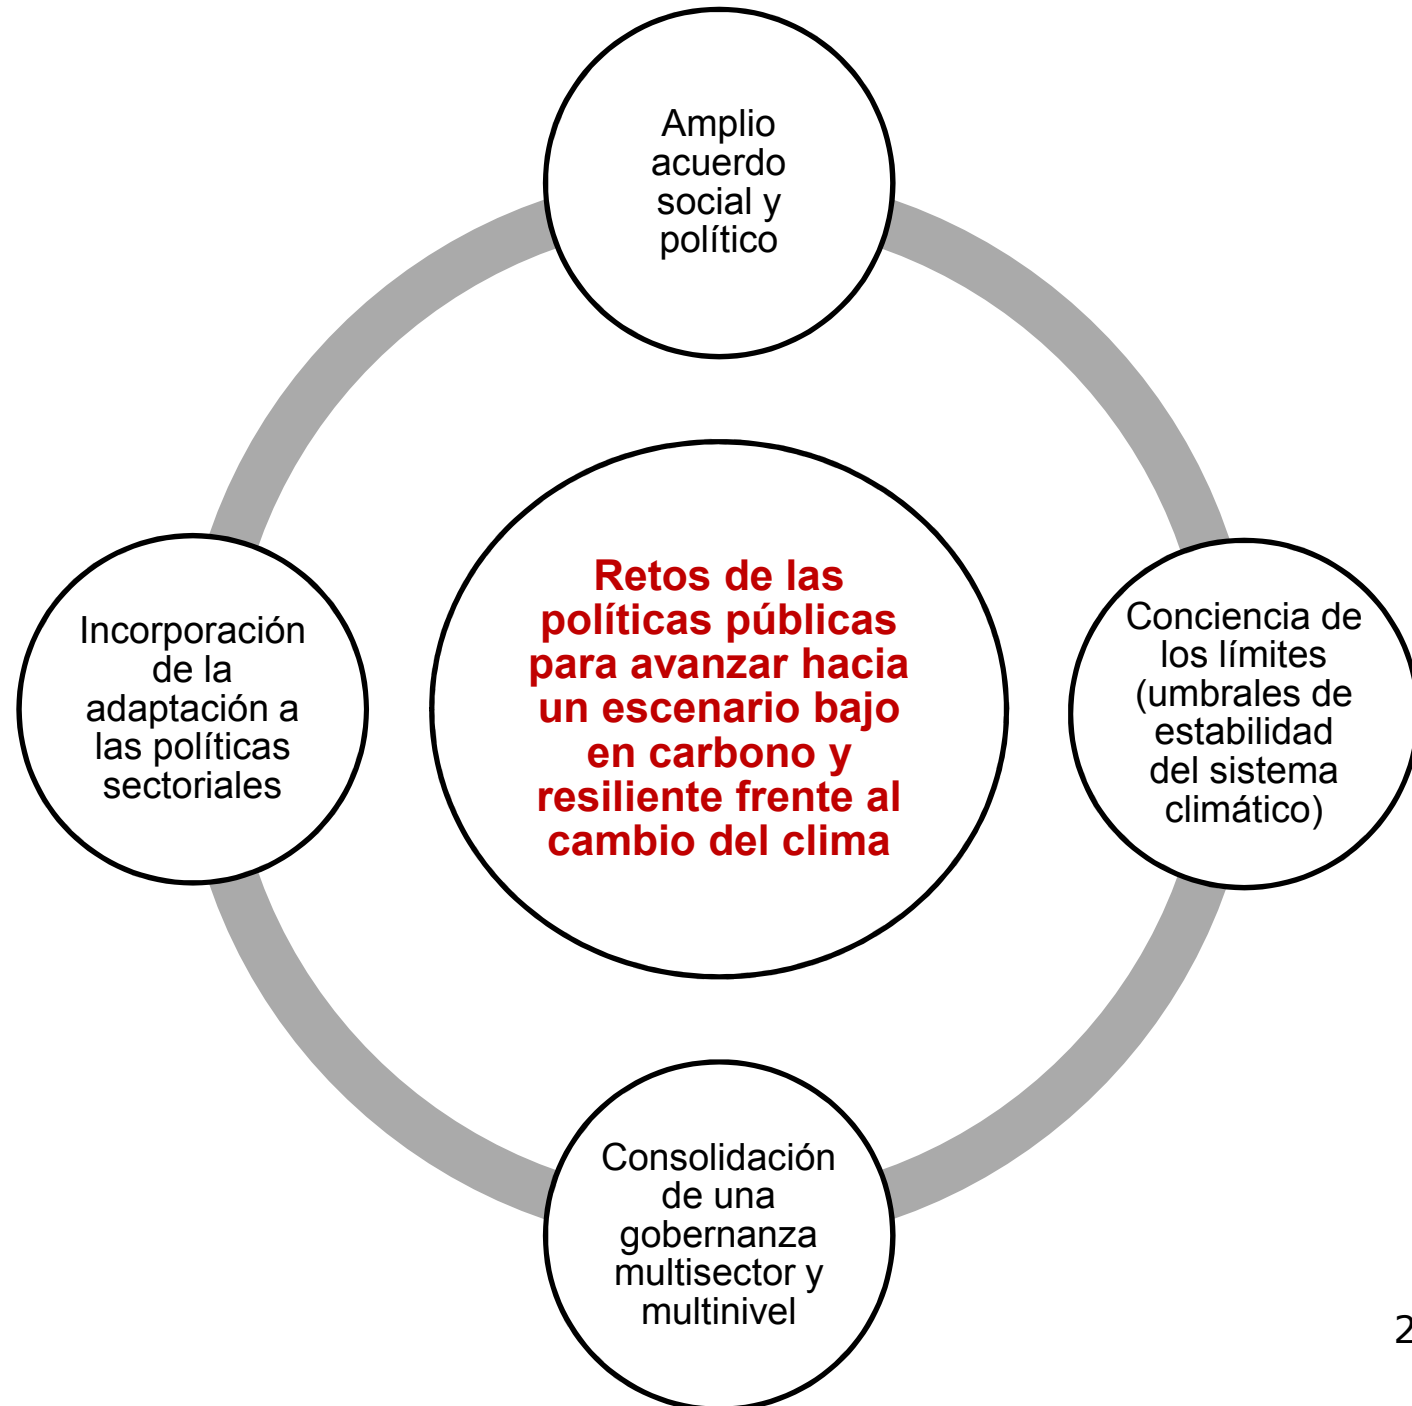 Amplio
acuerdo
social y
político
Incorporación
de la
adaptación a
las políticas
sectoriales
Retos de las
políticas públicas
para avanzar hacia
un escenario bajo
en carbono y
resiliente frente al
cambio del clima
Conciencia de
los límites
(umbrales de
estabilidad
del sistema
climático)
Consolidación
de una
gobernanza
multisector y
multinivel
2